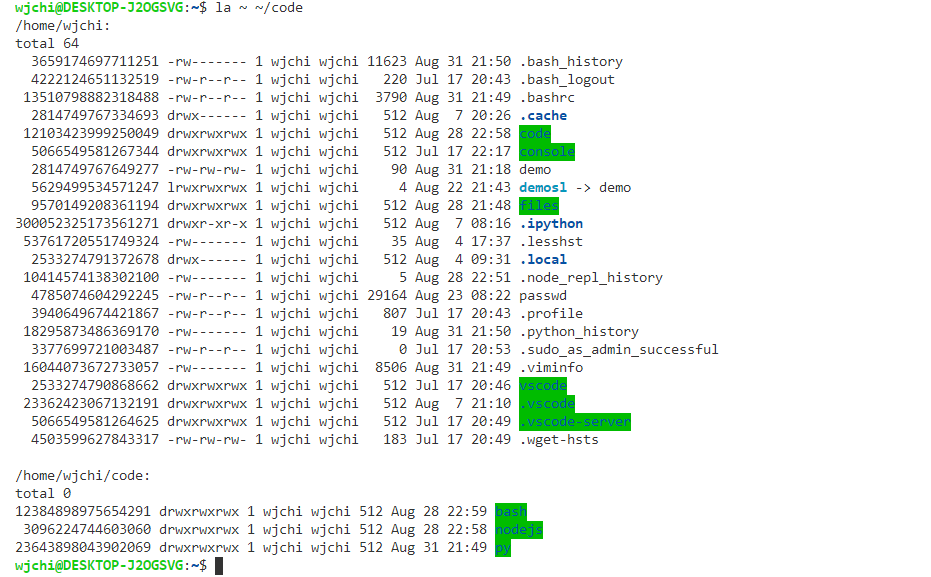 wjchi@DESKTOP-J2OGSVG:~$ la ~ ~/code
/home/wjchi:
total 64
  3659174697711251 -rw------- 1 wjchi wjchi 11623 Aug 31 21:50 .bash_history
  4222124651132519 -rw-r--r-- 1 wjchi wjchi   220 Jul 17 20:43 .bash_logout
 13510798882318488 -rw-r--r-- 1 wjchi wjchi  3790 Aug 31 21:49 .bashrc
  2814749767334693 drwx------ 1 wjchi wjchi   512 Aug  7 20:26 .cache
 12103423999250049 drwxrwxrwx 1 wjchi wjchi   512 Aug 28 22:58 code
  5066549581267344 drwxrwxrwx 1 wjchi wjchi   512 Jul 17 22:17 console
  2814749767649277 -rw-rw-rw- 1 wjchi wjchi    90 Aug 31 21:18 demo
  5629499534571247 lrwxrwxrwx 1 wjchi wjchi     4 Aug 22 21:43 demosl -> demo
  9570149208361194 drwxrwxrwx 1 wjchi wjchi   512 Aug 28 21:48 files
300052325173561271 drwxr-xr-x 1 wjchi wjchi   512 Aug  7 08:16 .ipython
 53761720551749324 -rw------- 1 wjchi wjchi    35 Aug  4 17:37 .lesshst
  2533274791372678 drwx------ 1 wjchi wjchi   512 Aug  4 09:31 .local
 10414574138302100 -rw------- 1 wjchi wjchi     5 Aug 28 22:51 .node_repl_history
  4785074604292245 -rw-r--r-- 1 wjchi wjchi 29164 Aug 23 08:22 passwd
  3940649674421867 -rw-r--r-- 1 wjchi wjchi   807 Jul 17 20:43 .profile
 18295873486369170 -rw------- 1 wjchi wjchi    19 Aug 31 21:50 .python_history
  3377699721003487 -rw-r--r-- 1 wjchi wjchi     0 Jul 17 20:53 .sudo_as_admin_successful
 16044073672733057 -rw------- 1 wjchi wjchi  8506 Aug 31 21:49 .viminfo
  2533274790868662 drwxrwxrwx 1 wjchi wjchi   512 Jul 17 20:46 vscode
 23362423067132191 drwxrwxrwx 1 wjchi wjchi   512 Aug  7 21:10 .vscode
  5066549581264625 drwxrwxrwx 1 wjchi wjchi   512 Jul 17 20:49 .vscode-server
  4503599627843317 -rw-rw-rw- 1 wjchi wjchi   183 Jul 17 20:49 .wget-hsts
/home/wjchi/code:
total 0
12384898975654291 drwxrwxrwx 1 wjchi wjchi 512 Aug 28 22:59 bash
 3096224744603060 drwxrwxrwx 1 wjchi wjchi 512 Aug 28 22:58 nodejs
23643898043902069 drwxrwxrwx 1 wjchi wjchi 512 Aug 31 21:49 py
wjchi@DESKTOP-J2OGSVG:~$